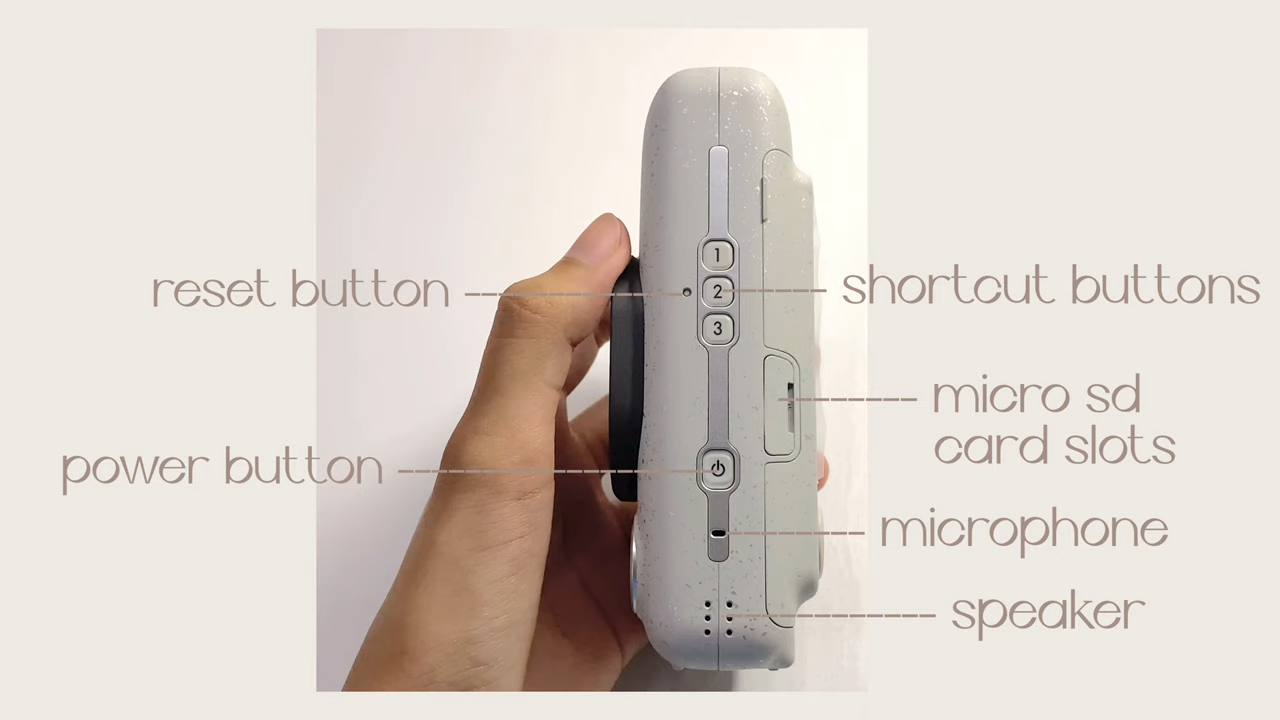 1
reset button
2
shortcut buttons
3
micro sd
card slots
power button
microphone
speaker